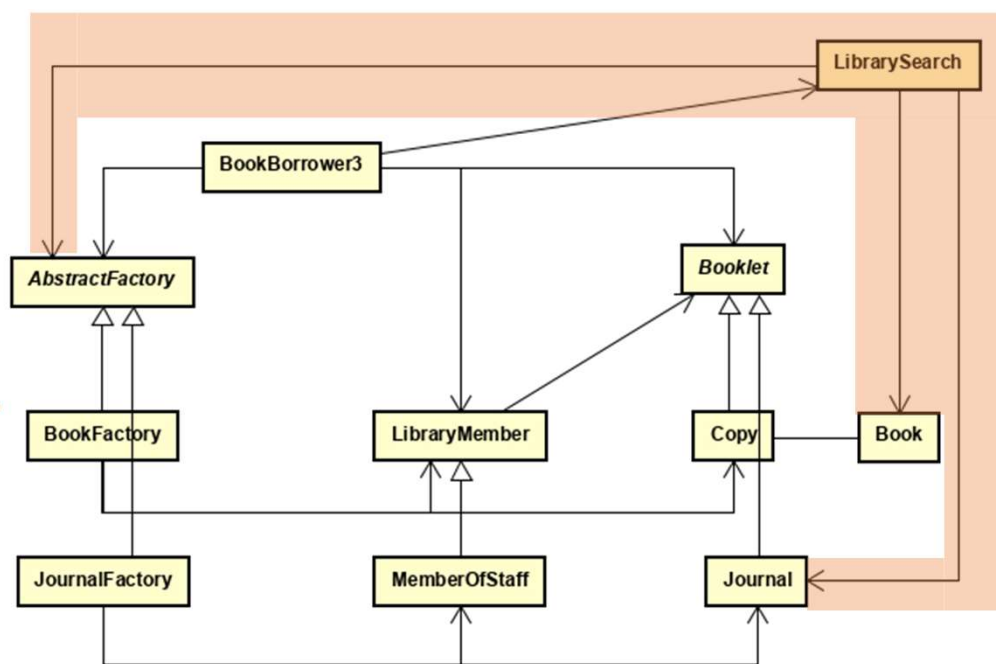 LibrarySearch
BookBorrower3
AbstractFactory
Booklet
BookFactory
LibraryMember
Copy
Book
JournalFactory
MemberOfStaff
Journal